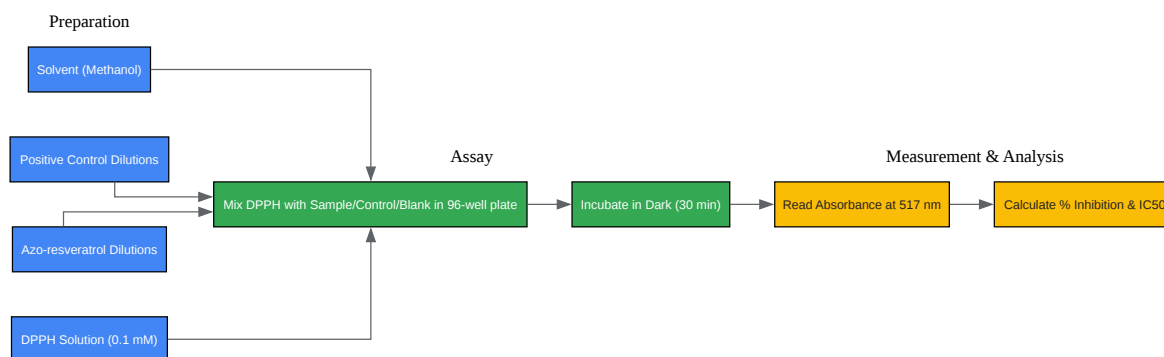 Preparation
Solvent (Methanol)
Positive Control Dilutions
Azo-resveratrol Dilutions
DPPH Solution (0.1 mM)
Assay
Mix DPPH with Sample/Control/Blank in 96-well plate
Incubate in Dark (30 min)
Measurement & Analysis
Read Absorbance at 517 nm
Calculate % Inhibition & IC50